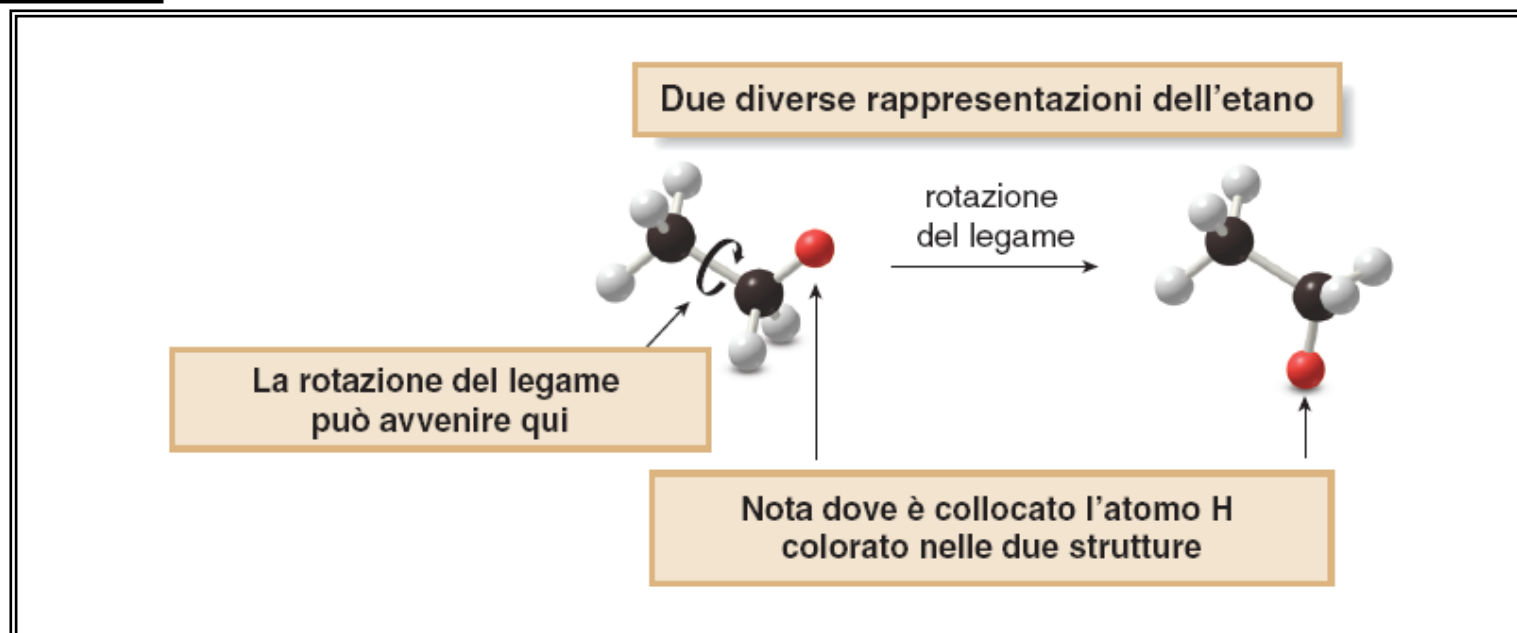 Due diverse rappresentazioni dell'etano
rotazione
del legame
La rotazione del legame
può avvenire qui
Nota dove è collocato l'atomo H
colorato nelle due strutture